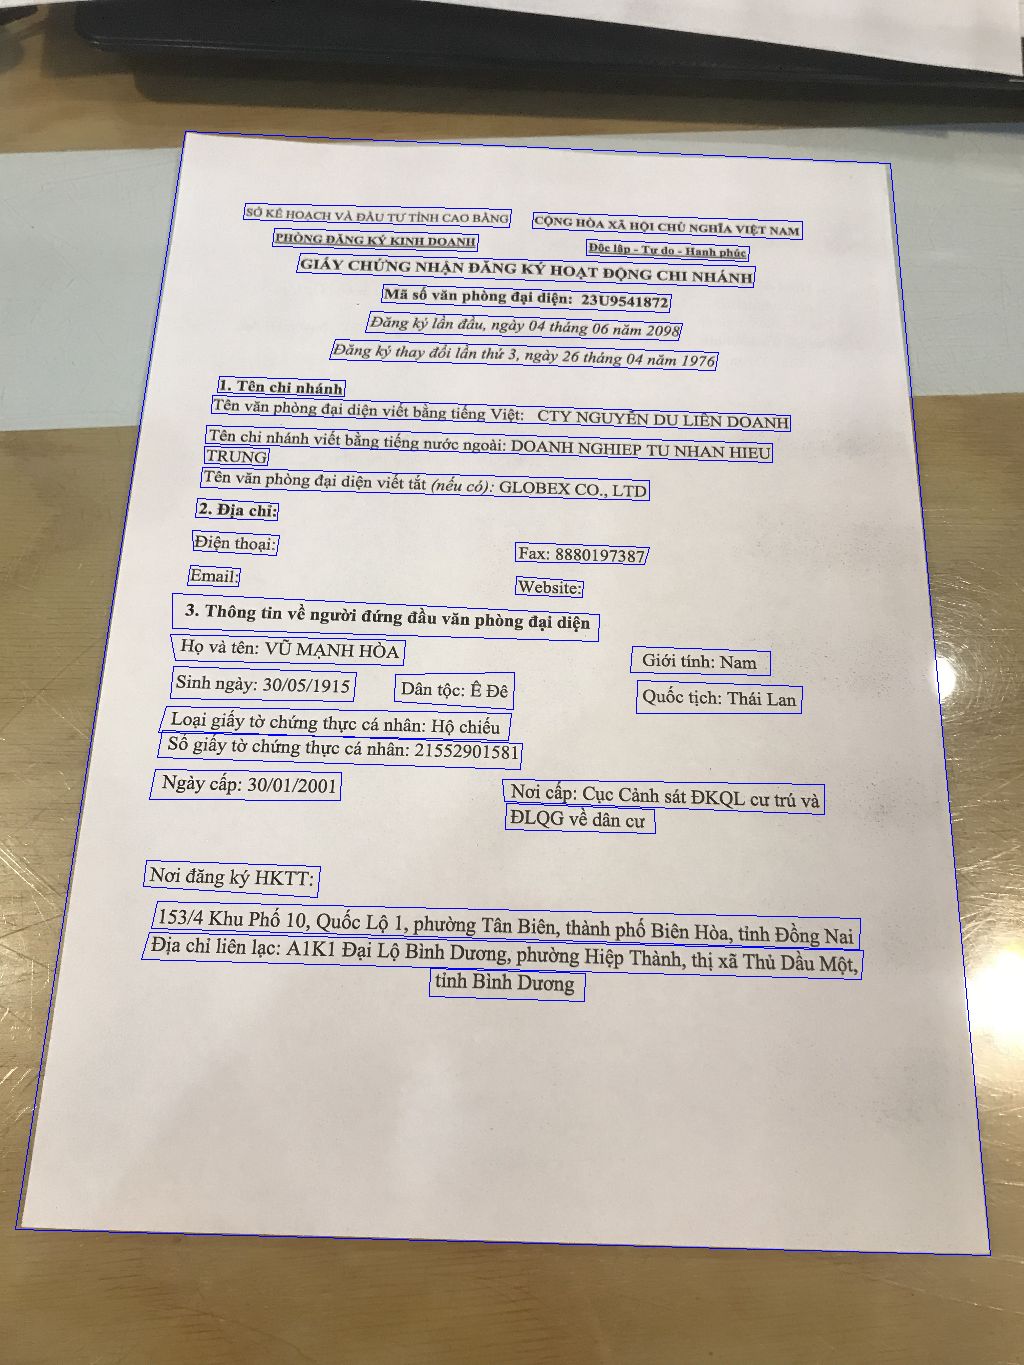 SỞ KẾ HOẠCH VÀ ĐẦU TƯ TỈNH CAO BẰNG
CỘNG HÒA XÃ HỘI CHỦ NGHĨA VIỆT NAM
PHÒNG ĐĂNG KÝ KINH DOANH
Độc lập - Tự do - Hạnh phúc
GIẤY CHỨNG NHẬN ĐĂNG KÝ HOẠT ĐỘNG CHI NHÁNH
Mã số văn phòng đại diện: 23U9541872
Đăng ký lần đầu, ngày 04 tháng 06 năm 2098
Đăng ký thay đổi lần thứ 3, ngày 26 tháng 04 năm 1976
1. Tên chi nhánh
Tên văn phòng đại diện viết bằng tiếng Việt: CTY NGUYỄN DU LIÊN DOANH
Tên chi nhánh viết bằng tiếng nước ngoài: DOANH NGHIEP TU NHAN HIEU
TRUNG
Tên văn phòng đại diện viết tắt (nếu có): GLOBEX CO., LTD
2. Địa chỉ:
Điện thoại:
Fax: 8880197387
Email:
Website:
3. Thông tin về người đứng đầu văn phòng đại diện
Họ và tên: VŨ MẠNH HÒA
Giới tính: Nam
Sinh ngày: 30/05/1915
Dân tộc: Ê Đê
Quốc tịch: Thái Lan
Loại giấy tờ chứng thực cá nhân: Hộ chiếu
Số giấy tờ chứng thực cá nhân: 21552901581
Ngày cấp: 30/01/2001
Nơi cấp: Cục Cảnh sát ĐKQL cư trú và
ĐLQG về dân cư
Nơi đăng ký HKTT:
153/4 Khu Phố 10, Quốc Lộ 1, phường Tân Biên, thành phố Biên Hòa, tỉnh Đồng Nai
Địa chỉ liên lạc: A1K1 Đại Lộ Bình Dương, phường Hiệp Thành, thị xã Thủ Dầu Một,
tỉnh Bình Dương